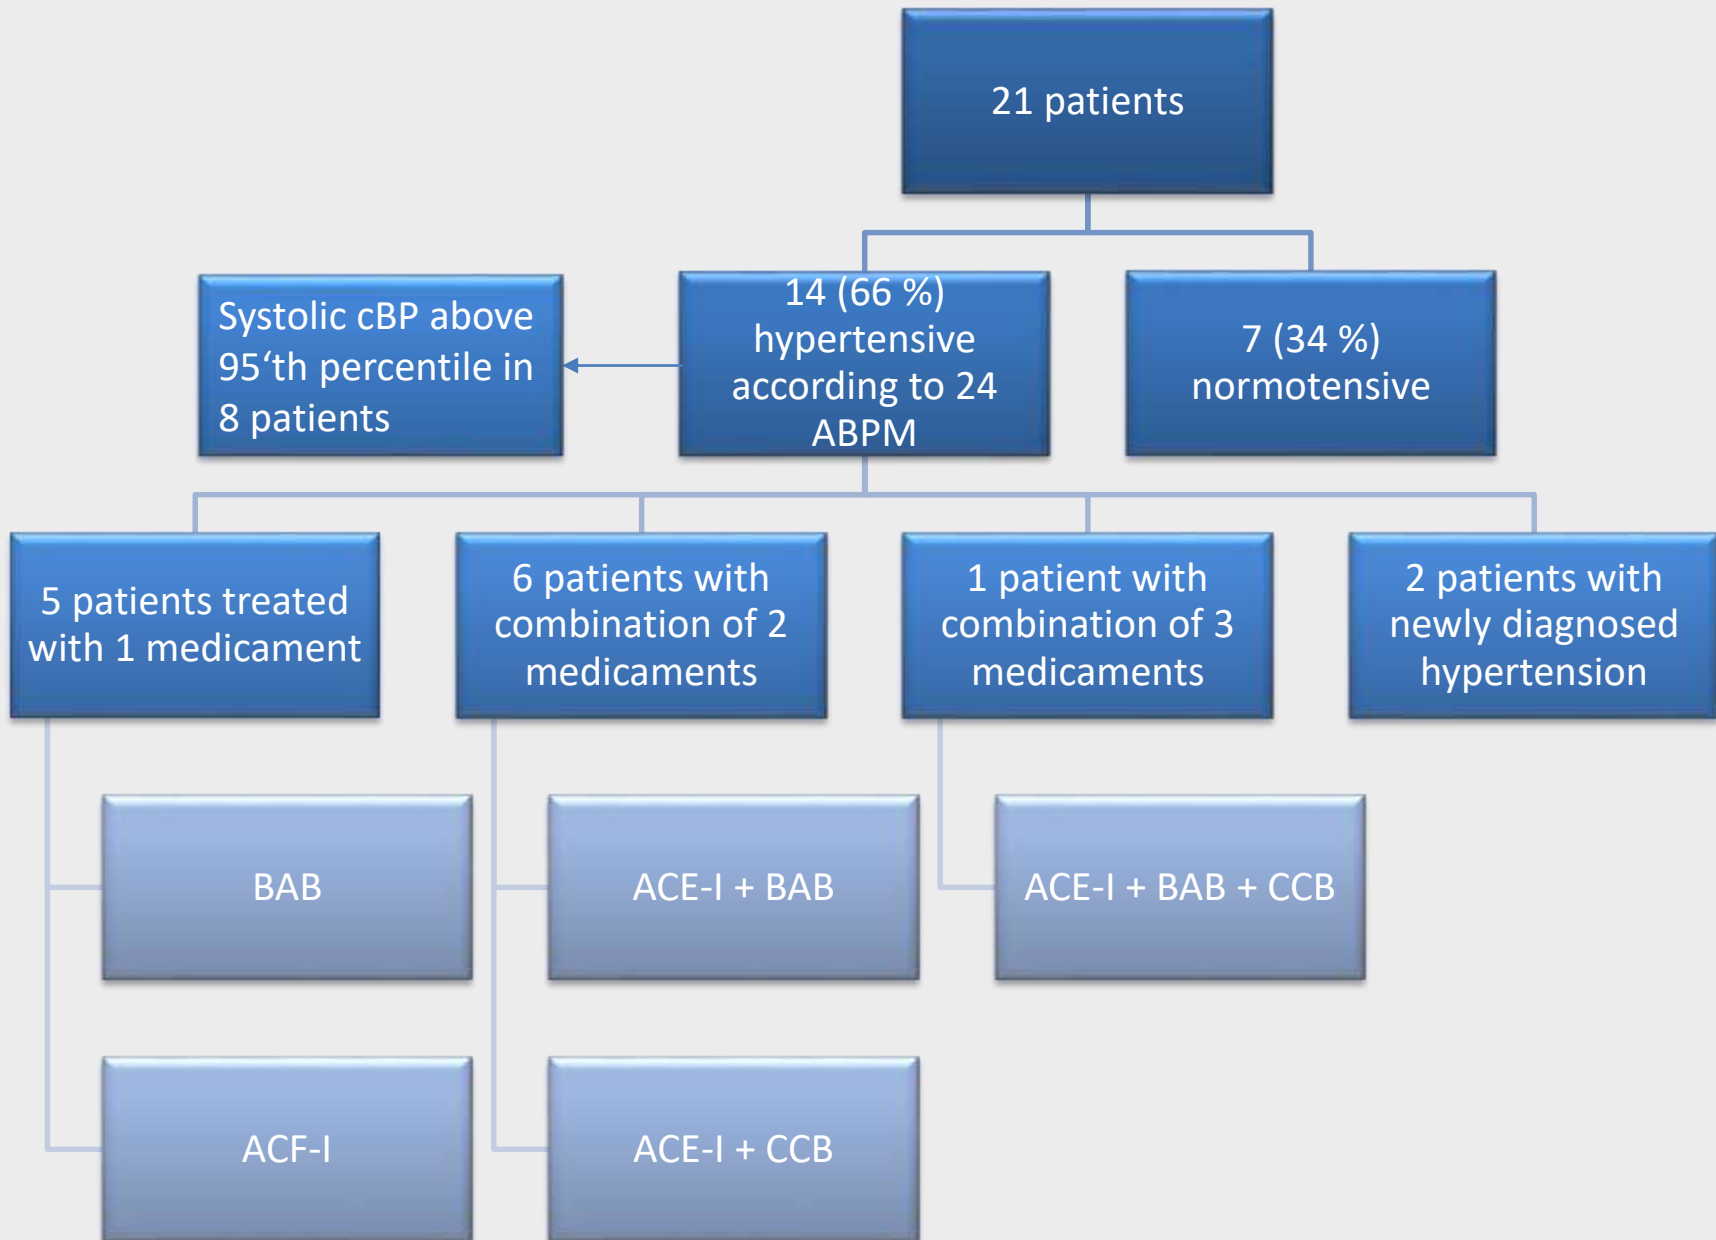 21 patients
Systolic cBP above
95‘th percentile in
8 patients
14 (66 %)
hypertensive
according to 24
ABPM
7 (34 %)
normotensive
5 patients treated
with 1 medicament
6 patients with
combination of 2
medicaments
1 patient with
combination of 3
medicaments
2 patients with
newly diagnosed
hypertension
BAB
ACE-I + BAB
ACE-I + BAB + CCB
ACF-I
ACE-I + CCB